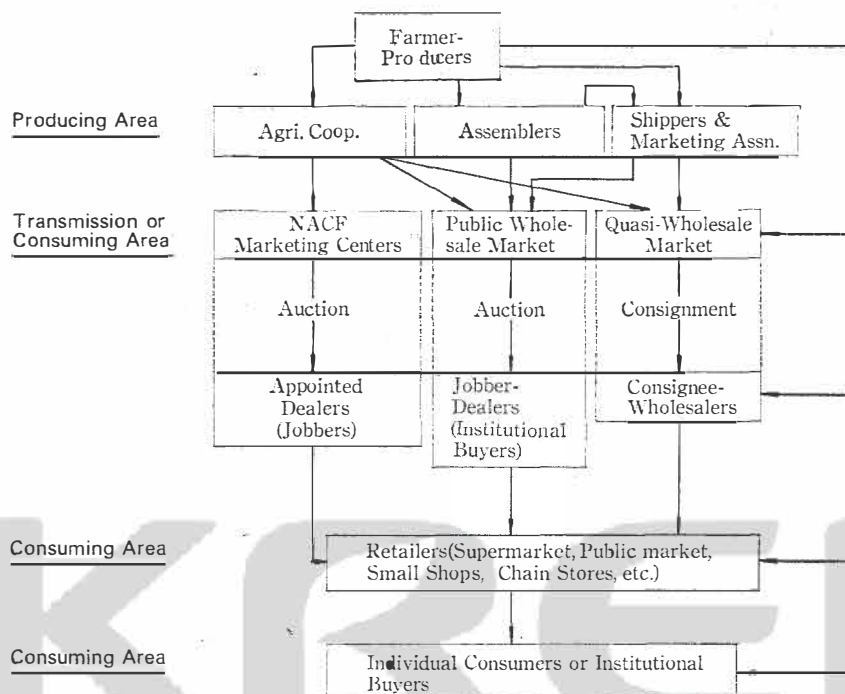 Farmer-
Producers
Producing Area
Agri. Coop.
Assemblers
Shippers &
Marketing Assn.
Transmission or
Consuming Area
NACF
Marketing Centers
Public Whole-
sale Market
Quasi-Wholesale
Market
Auction
Auction
Consignment
Appointed
Dealers
(Jobbers)
Jobber-
Dealers
(Institutional
Buyers)
Consignee-
Wholesalers
Consuming Area
Retailers(Supermarket, Public market,
Small Shops, Chain Stores, etc.)
Consuming Area
Individual Consumers or Institutional
Buyers